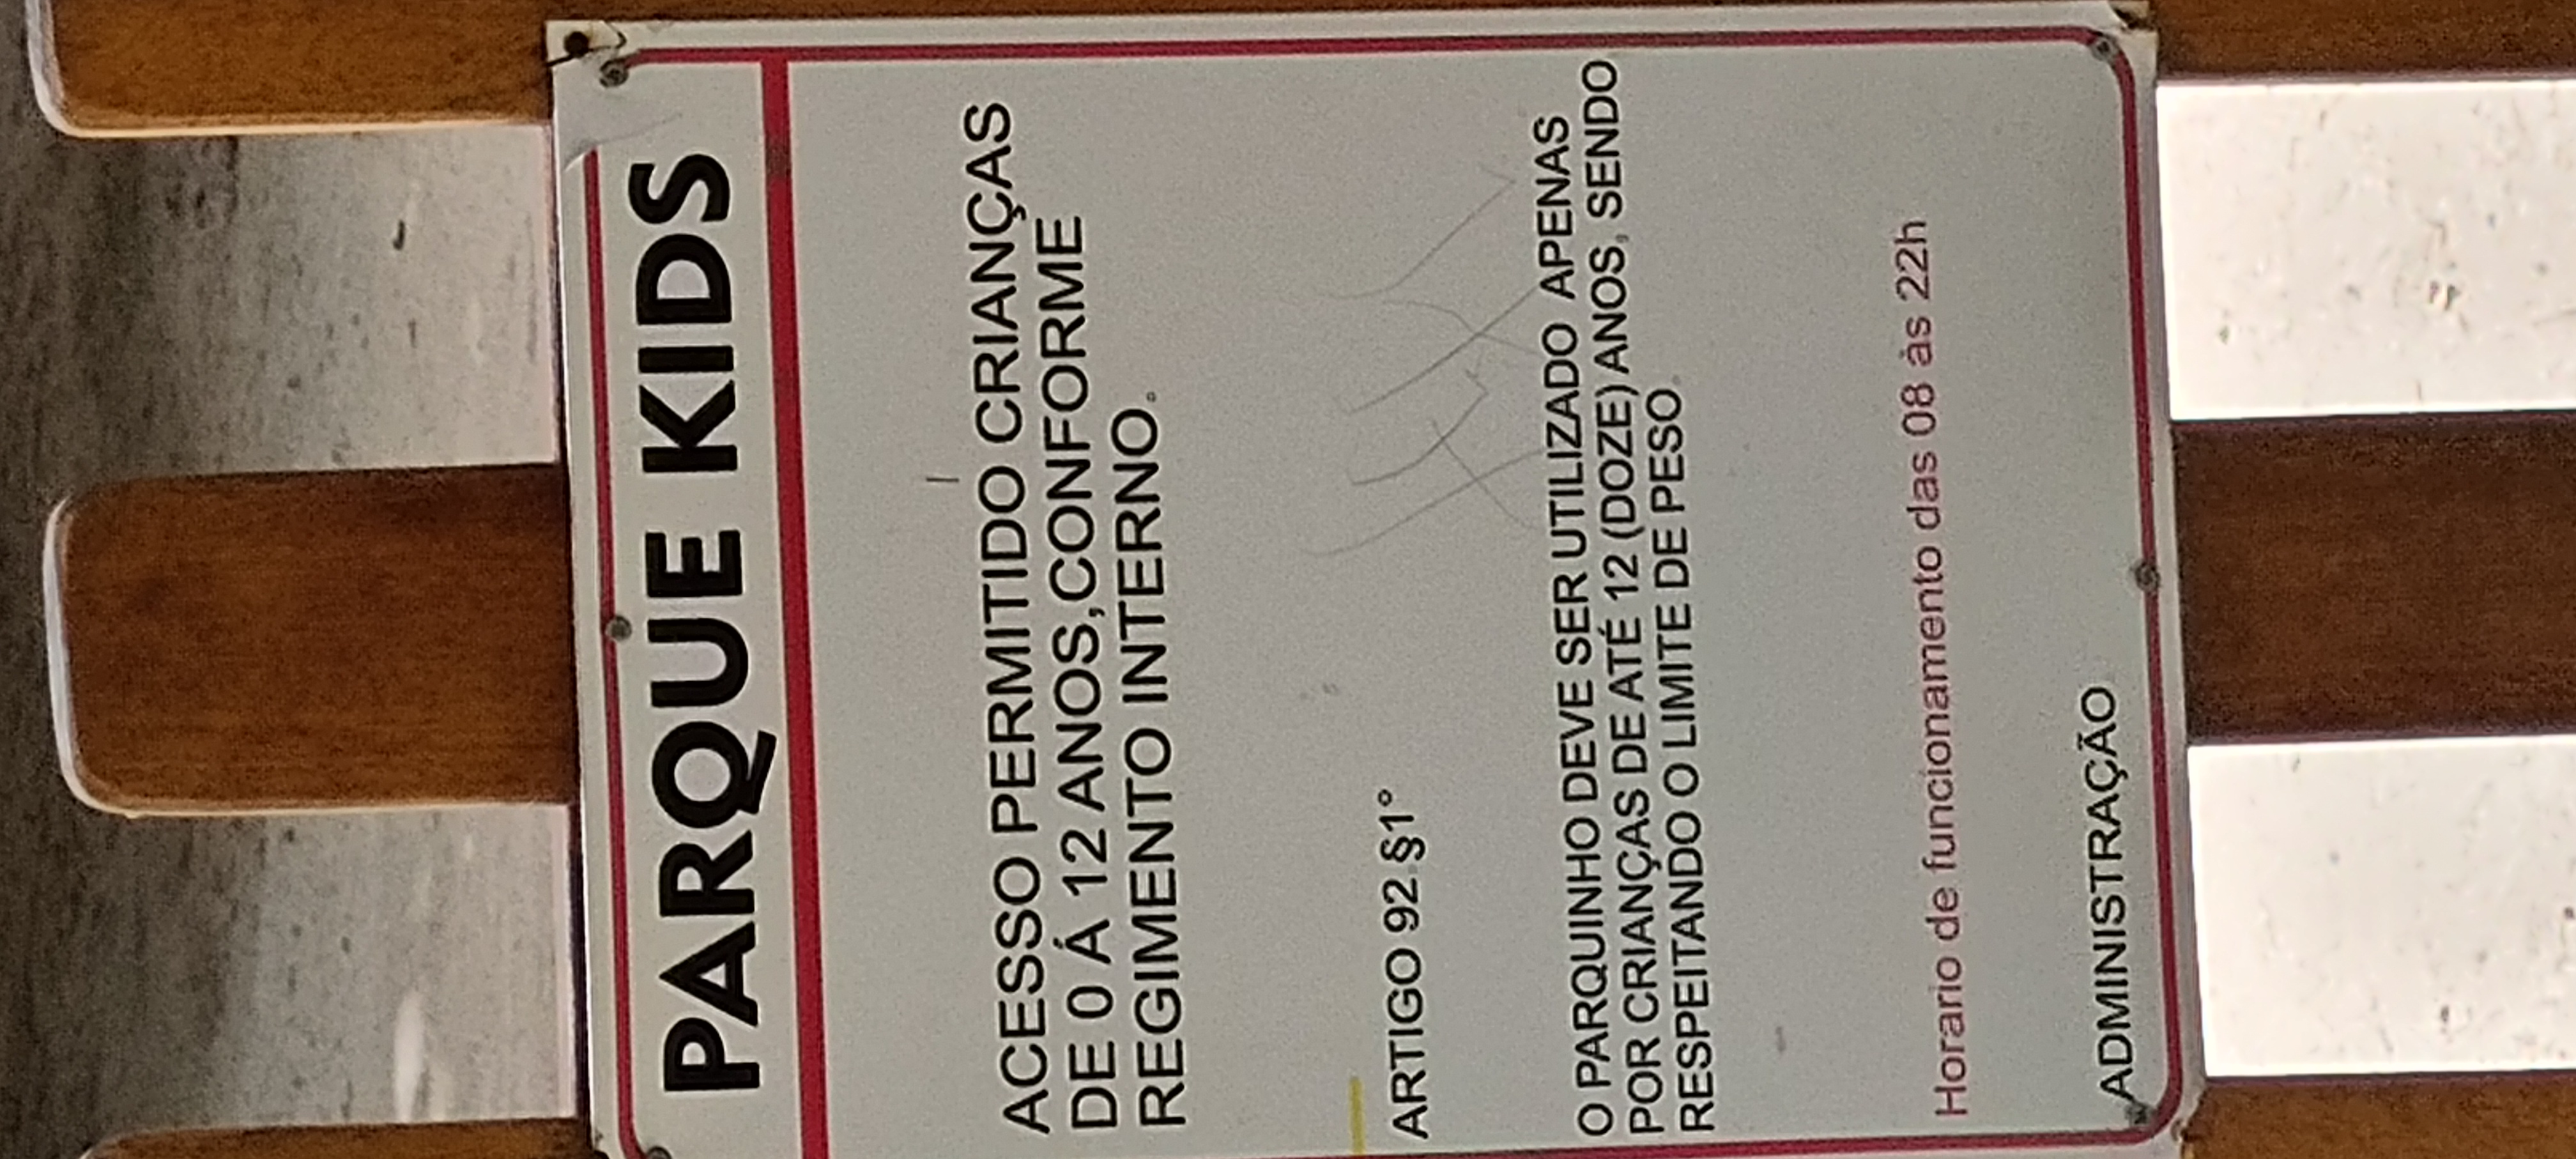 PARQUE KIDS
ACESSO PERMITIDO CRIANÇAS
DE 0 Á 12 ANOS,CONFORME
REGIMENTO INTERNO.
ARTIGO 92 §1°
O PARQUINHO DEVE SER UTILIZADO APENAS
POR CRIANÇAS DE ATÉ 12 (DOZE) ANOS, SENDO
RESPEITANDO O LIMITE DE PESO.
Horario de funcionamento das 08 às 22h
ADMINISTRAÇÃO